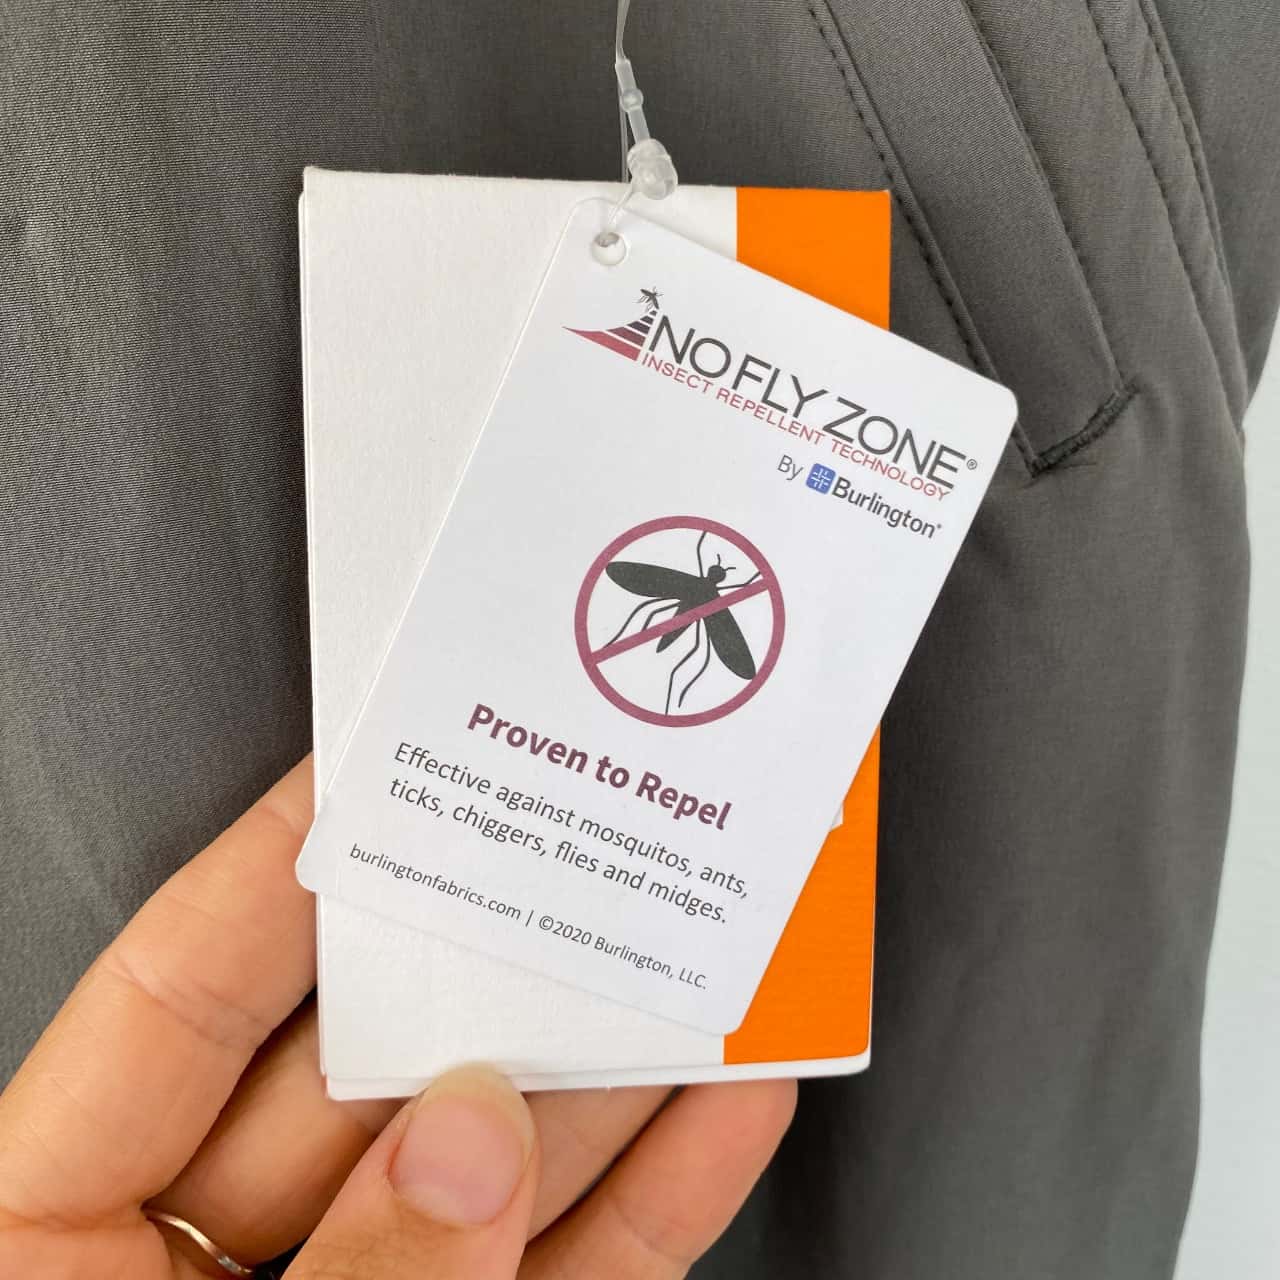 NO FLY ZONE®
INSECT REPELLENT TECHNOLOGY
By Burlington®
Proven to Repel
Effective against mosquitos, ants,
ticks, chiggers, flies and midges.
burlingtonfabrics.com | ©2020 Burlington, LLC.